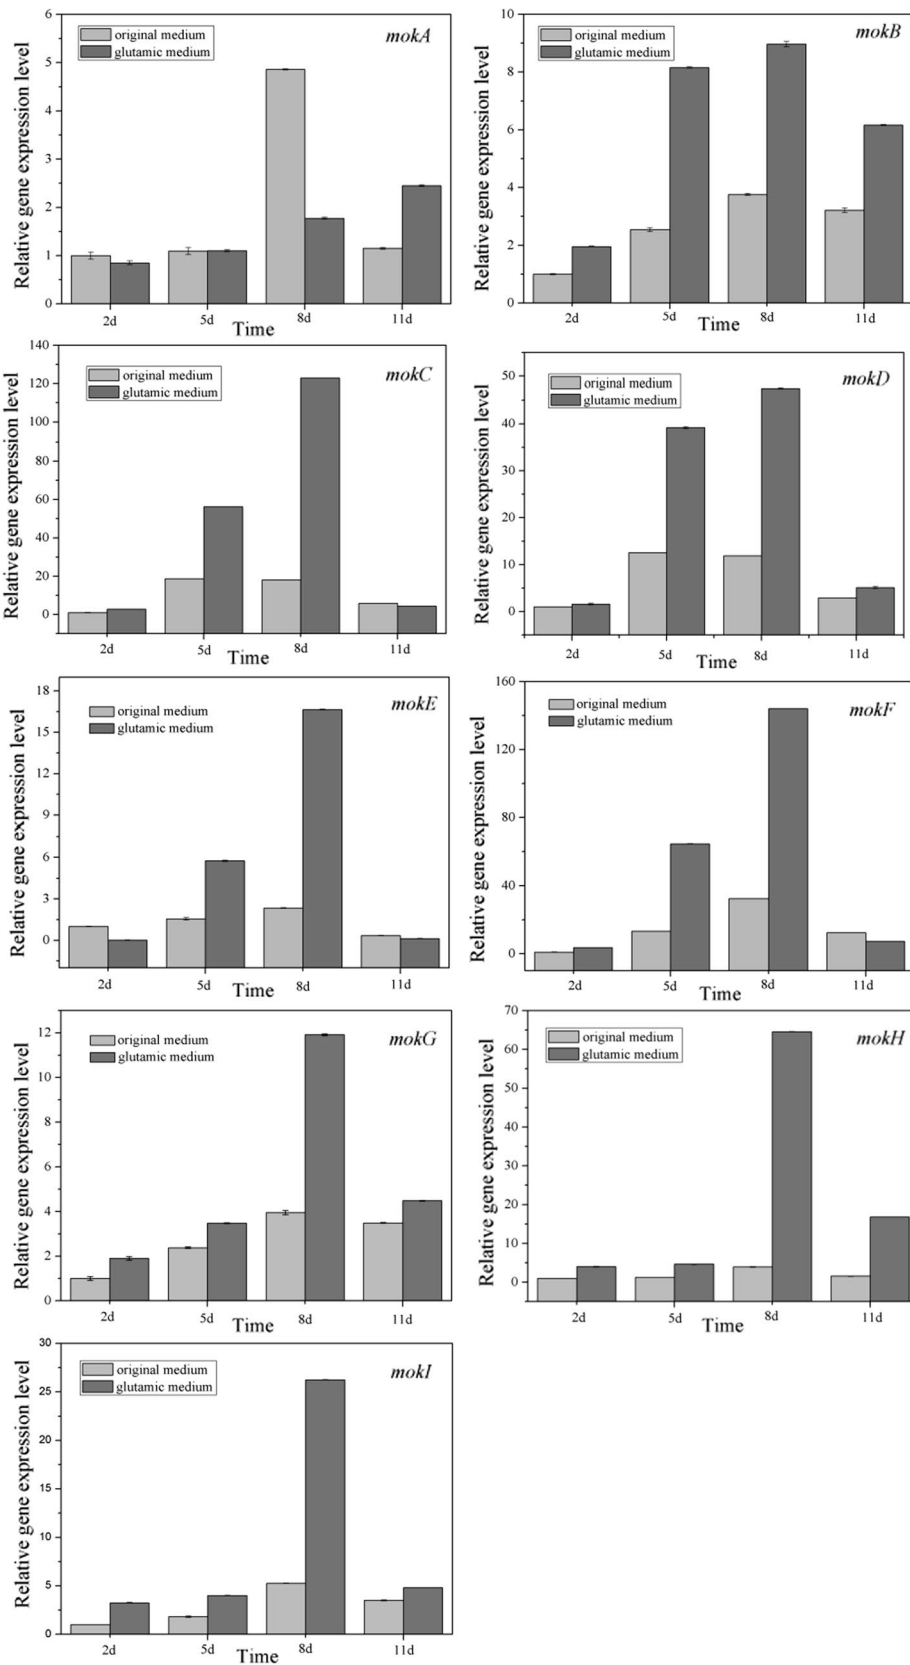 mokA
original medium
glutamic medium
Relative gene expression level
6
5
4
3
2
1
0
2d
5d
8d
11d
Time
mokB
original medium
glutamic medium
Relative gene expression level
10
8
6
4
2
0
2d
5d
8d
11d
Time
mokC
original medium
glutamic medium
Relative gene expression level
140
120
100
80
60
40
20
0
2d
5d
8d
11d
Time
mokD
original medium
glutamic medium
Relative gene expression level
50
40
30
20
10
0
2d
5d
8d
11d
Time
mokE
original medium
glutamic medium
Relative gene expression level
18
15
12
9
6
3
0
2d
5d
8d
11d
Time
mokF
original medium
glutamic medium
Relative gene expression level
160
120
80
40
0
2d
5d
8d
11d
Time
mokG
original medium
glutamic medium
Relative gene expression level
12
10
8
6
4
2
0
2d
5d
8d
11d
Time
mokH
original medium
glutamic medium
Relative gene expression level
70
60
50
40
30
20
10
0
2d
5d
8d
11d
Time
mokI
original medium
glutamic medium
Relative gene expression level
30
25
20
15
10
5
0
2d
5d
8d
11d
Time